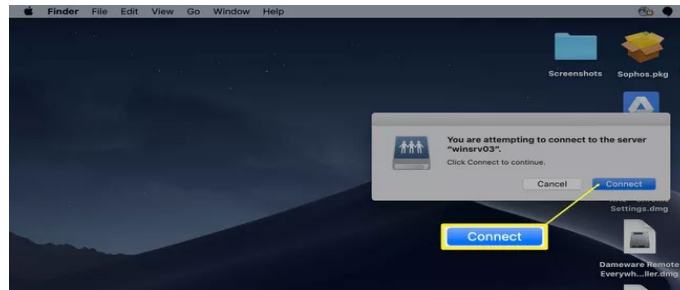 Finder File Edit View Go Window Help
Screenshots
Sophos.pkg
You are attempting to connect to the server
"winsrv03".
Click Connect to continue.
Cancel
Connect
Settings.dmg
Connect
Dameware Remote
Everywh...ller.dmg